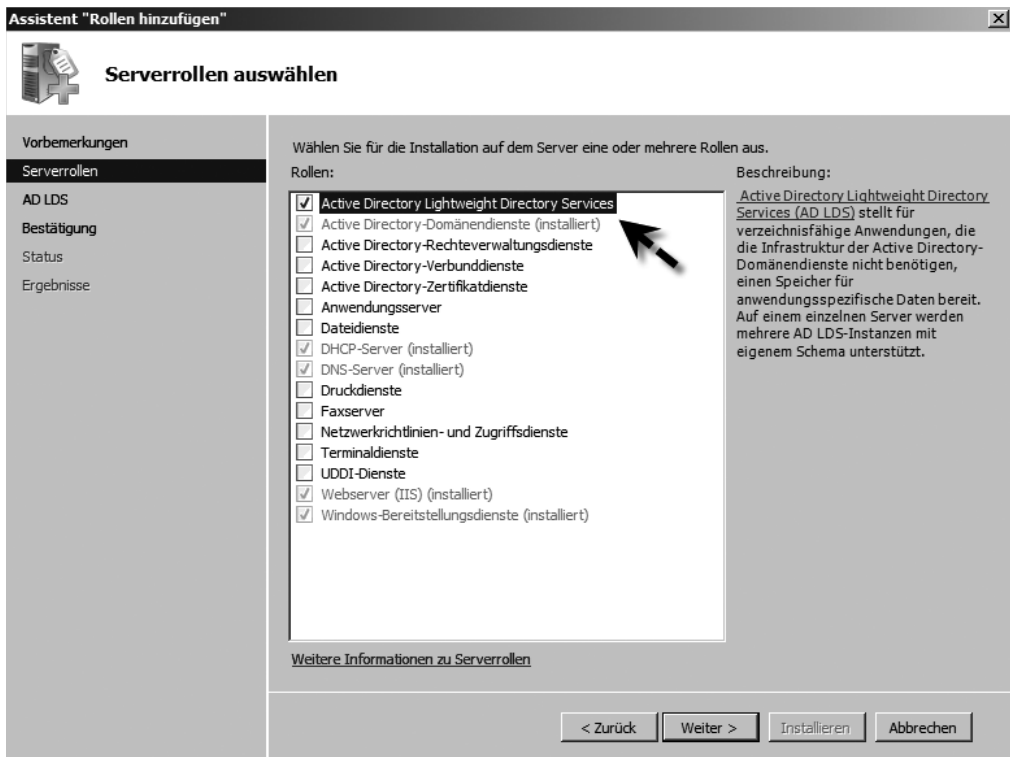 Assistent "Rollen hinzufügen"
Serverrollen auswählen
Vorbemerkungen
Serverrollen
AD LDS
Bestätigung
Status
Ergebnisse
Wählen Sie für die Installation auf dem Server eine oder mehrere Rollen aus.
Rollen:
Active Directory Lightweight Directory Services
Active Directory-Domänendienste (installiert)
Active Directory-Rechteverwaltungsdienste
Active Directory-Verbunddienste
Active Directory-Zertifikatdienste
Anwendungsserver
Dateidienste
DHCP-Server (installiert)
DNS-Server (installiert)
Druckdienste
Faxserver
Netzwerkrichtlinien- und Zugriffsdienste
Terminaldienste
UDDI-Dienste
Webserver (IIS) (installiert)
Windows-Bereitstellungsdienste (installiert)
Weitere Informationen zu Serverrollen
Beschreibung:
Active Directory Lightweight Directory
Services (AD LDS) stellt für
verzeichnisfähige Anwendungen, die
die Infrastruktur der Active Directory-
Domänendienste nicht benötigen,
einen Speicher für
anwendungsspezifische Daten bereit.
Auf einem einzelnen Server werden
mehrere AD LDS-Instanzen mit
eigenem Schema unterstützt.
< Zurück
Weiter >
Installieren
Abbrechen